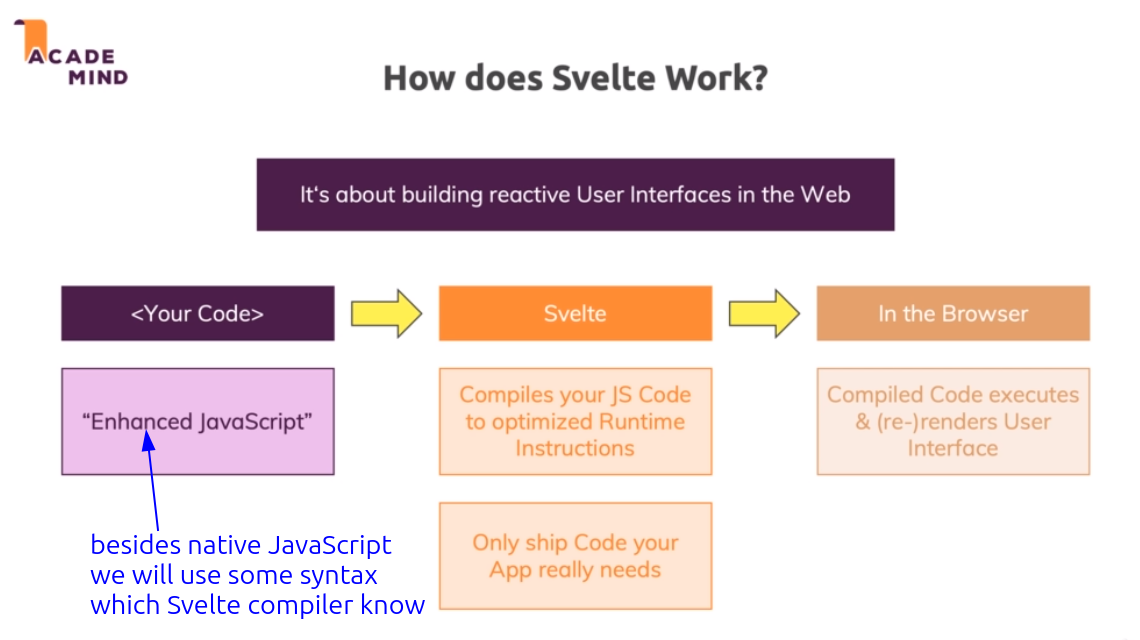 ACADE
MIND
How does Svelte Work?
It‘s about building reactive User Interfaces in the Web
<Your Code>
Svelte
In the Browser
“Enhanced JavaScript”
Compiles your JS Code
to optimized Runtime
Instructions
Compiled Code executes
& (re-)renders User
Interface
Only ship Code your
App really needs
besides native JavaScript
we will use some syntax
which Svelte compiler know